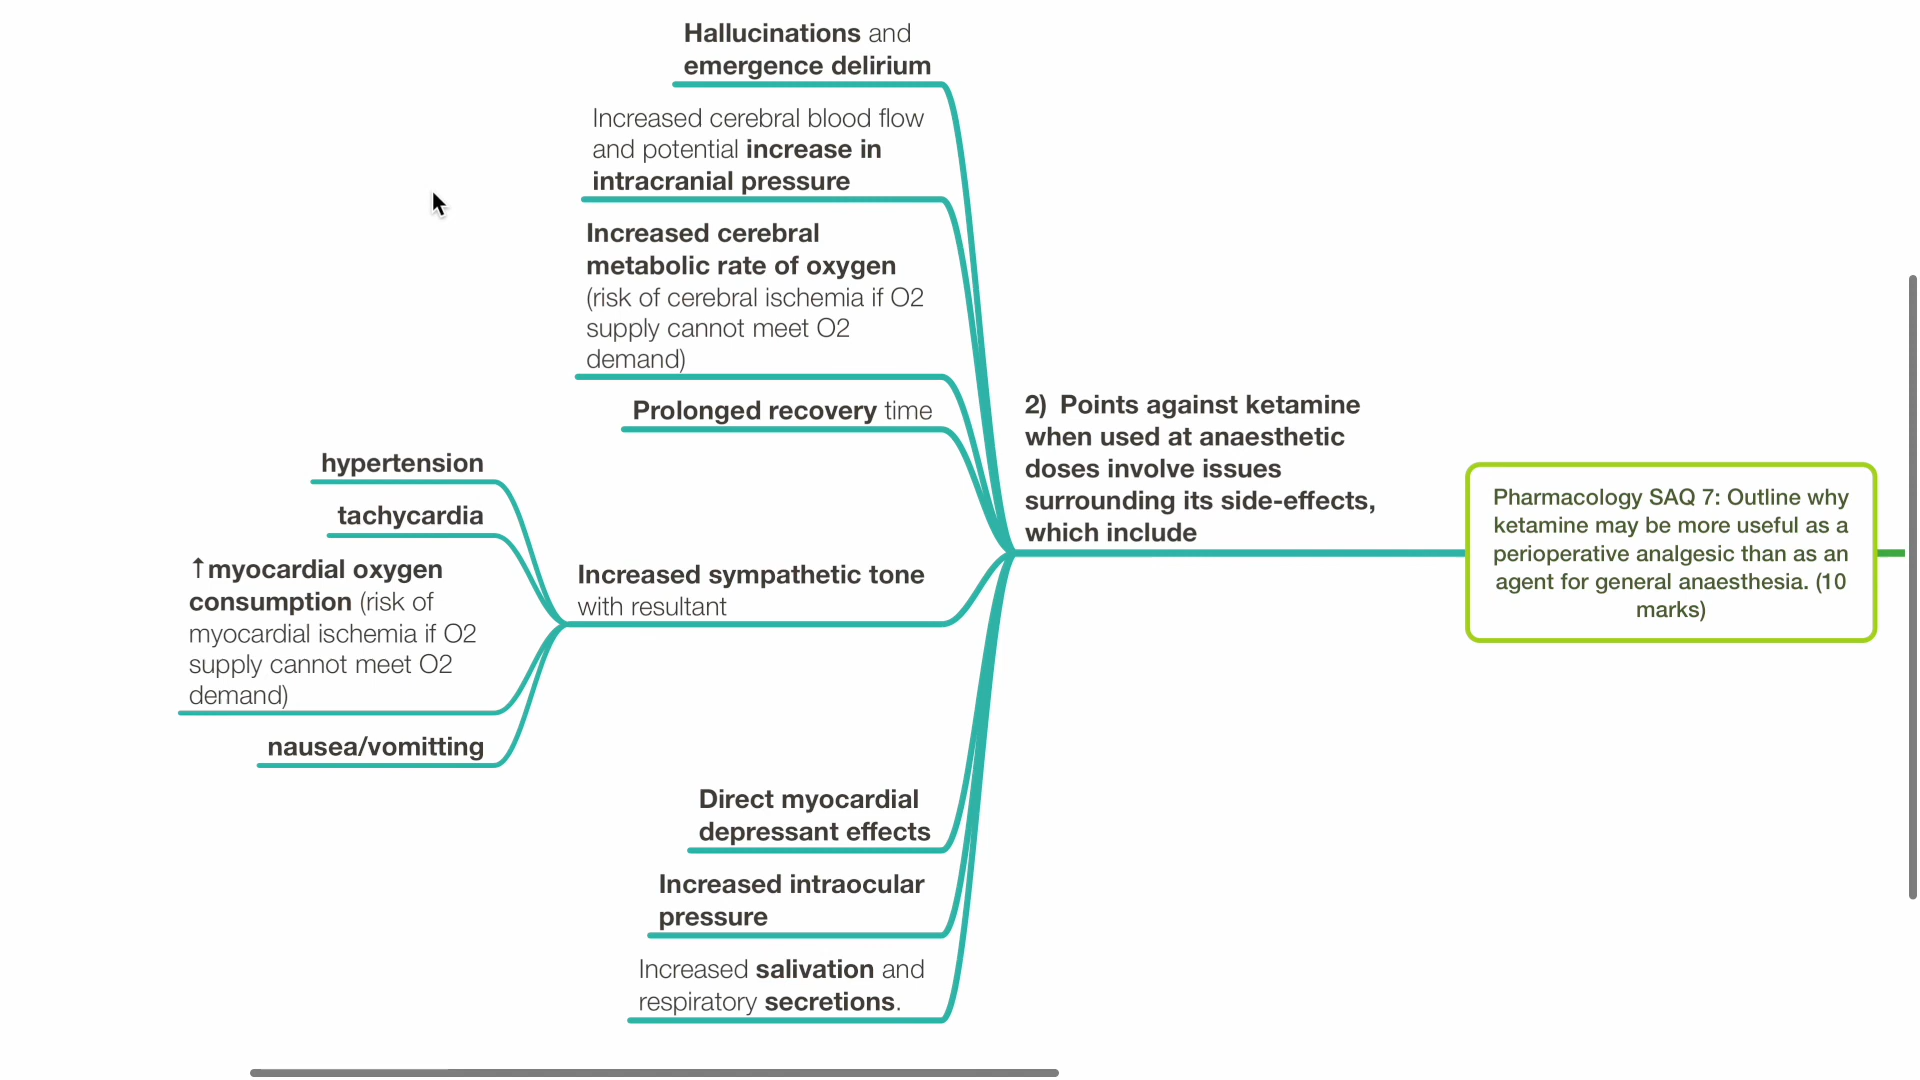 Hallucinations and
emergence delirium
Increased cerebral blood flow
and potential increase in
intracranial pressure
Increased cerebral
metabolic rate of oxygen
(risk of cerebral ischemia if O2
supply cannot meet O2
demand)
Prolonged recovery time
hypertension
tachycardia
↑myocardial oxygen
consumption (risk of
myocardial ischemia if O2
supply cannot meet O2
demand)
nausea/vomitting
Increased sympathetic tone
with resultant
Direct myocardial
depressant effects
Increased intraocular
pressure
Increased salivation and
respiratory secretions.
2)  Points against ketamine
when used at anaesthetic
doses involve issues
surrounding its side-effects,
which include
Pharmacology SAQ 7: Outline why
ketamine may be more useful as a
perioperative analgesic than as an
agent for general anaesthesia. (10
marks)